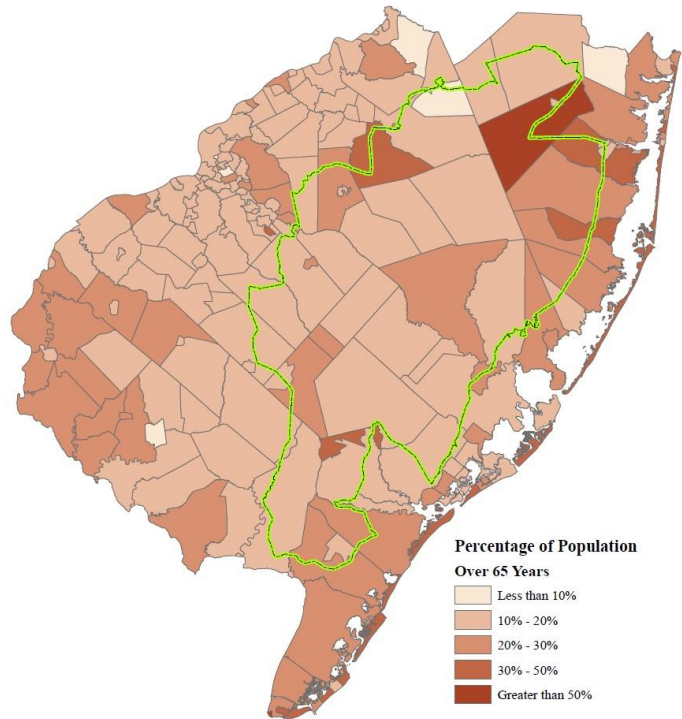 Percentage of Population
Over 65 Years
Less than 10%
10% - 20%
20% - 30%
30% - 50%
Greater than 50%